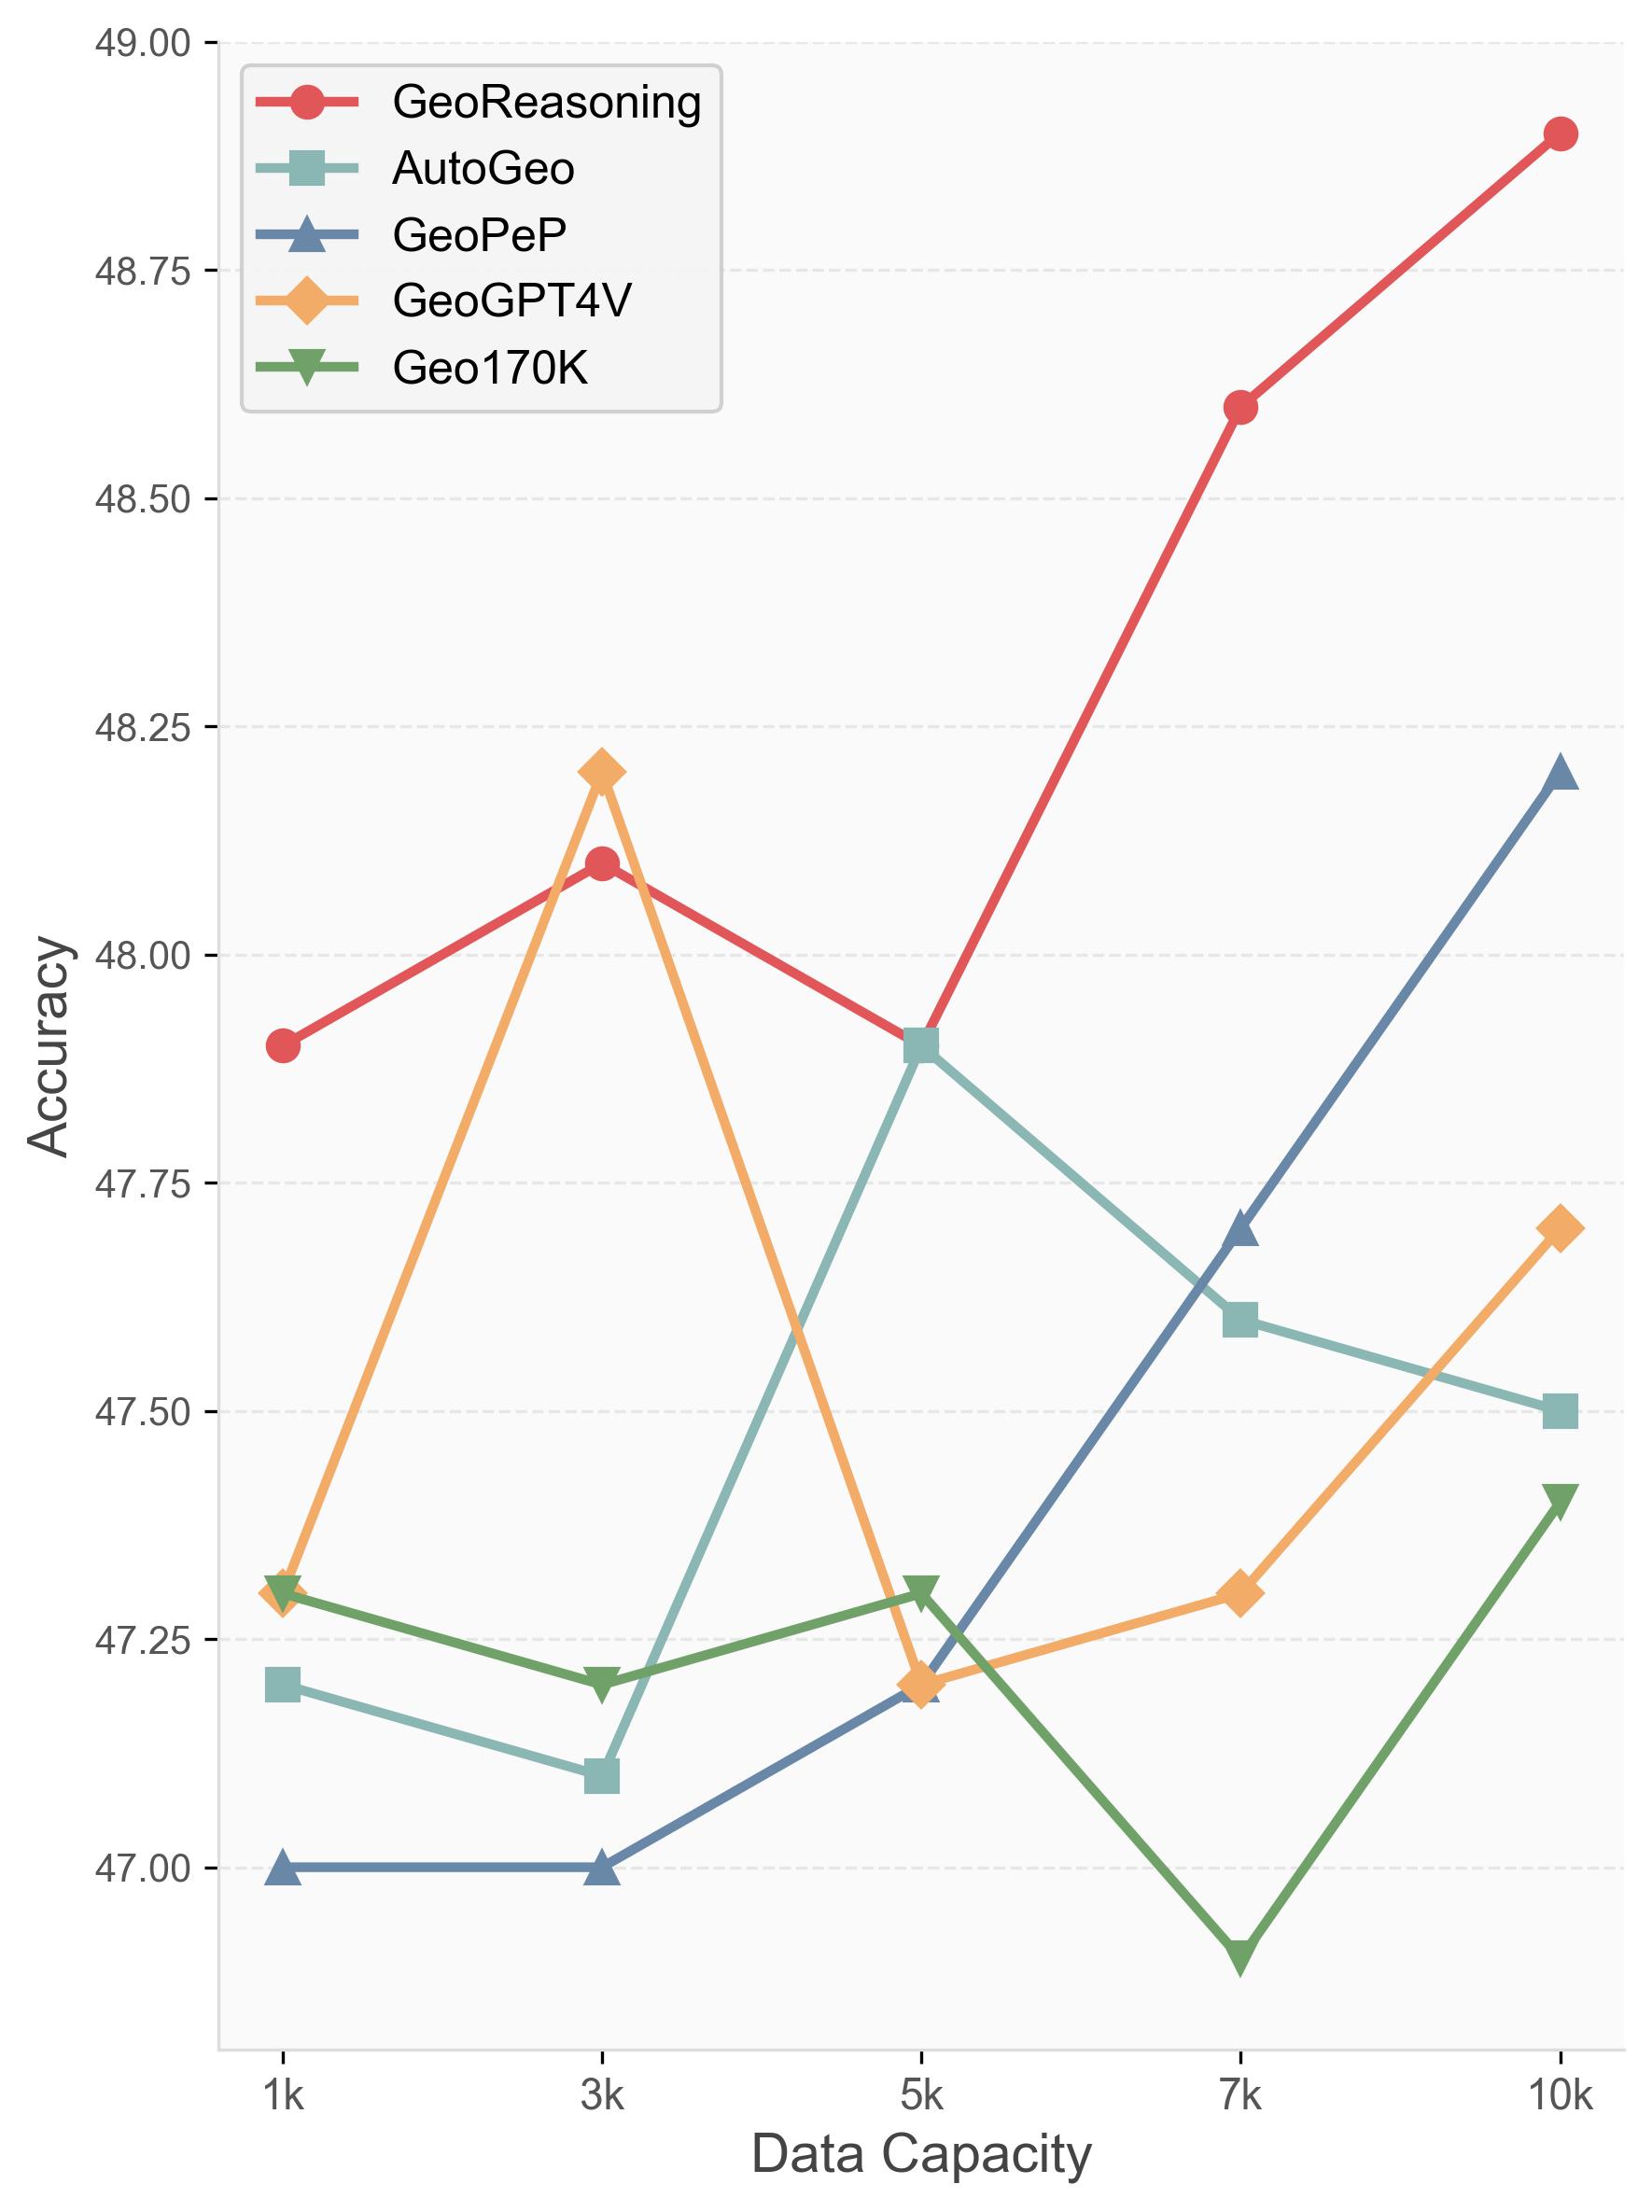 49.00
48.75
48.50
48.25
48.00
47.75
47.50
47.25
47.00
Accuracy
GeoReasoning
AutoGeo
GeoPeP
GeoGPT4V
Geo170K
1k 3k 5k 7k 10k
Data Capacity